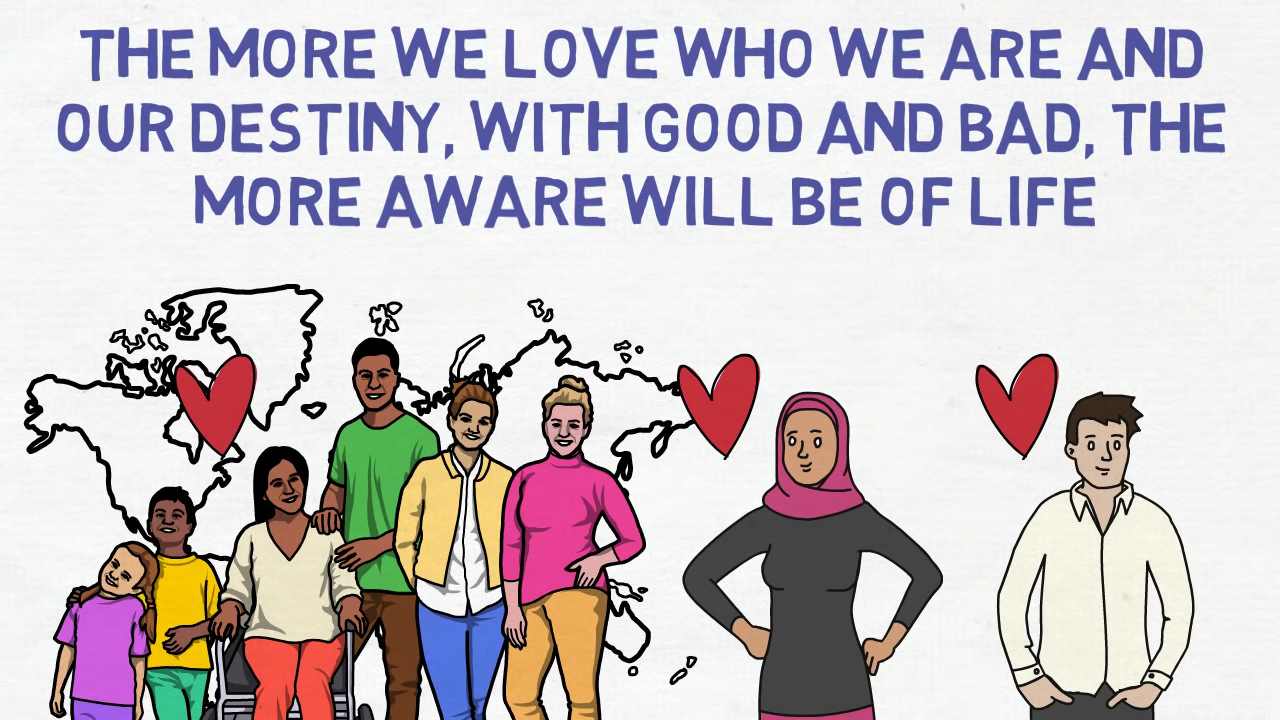 THE MORE WE LOVE WHO WE ARE AND
OUR DESTINY, WITH GOOD AND BAD, THE
MORE AWARE WILL BE OF LIFE